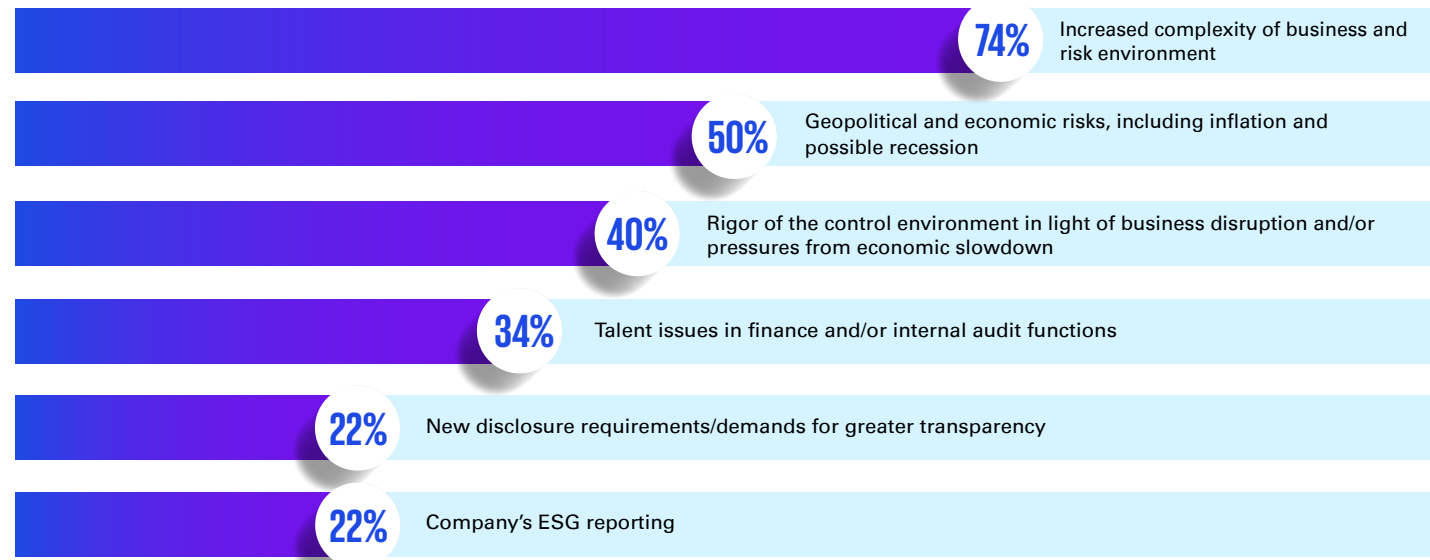 74%
Increased complexity of business and
risk environment
50%
Geopolitical and economic risks, including inflation and
possible recession
40%
Rigor of the control environment in light of business disruption and/or
pressures from economic slowdown
34%
Talent issues in finance and/or internal audit functions
22%
New disclosure requirements/demands for greater transparency
22%
Company’s ESG reporting